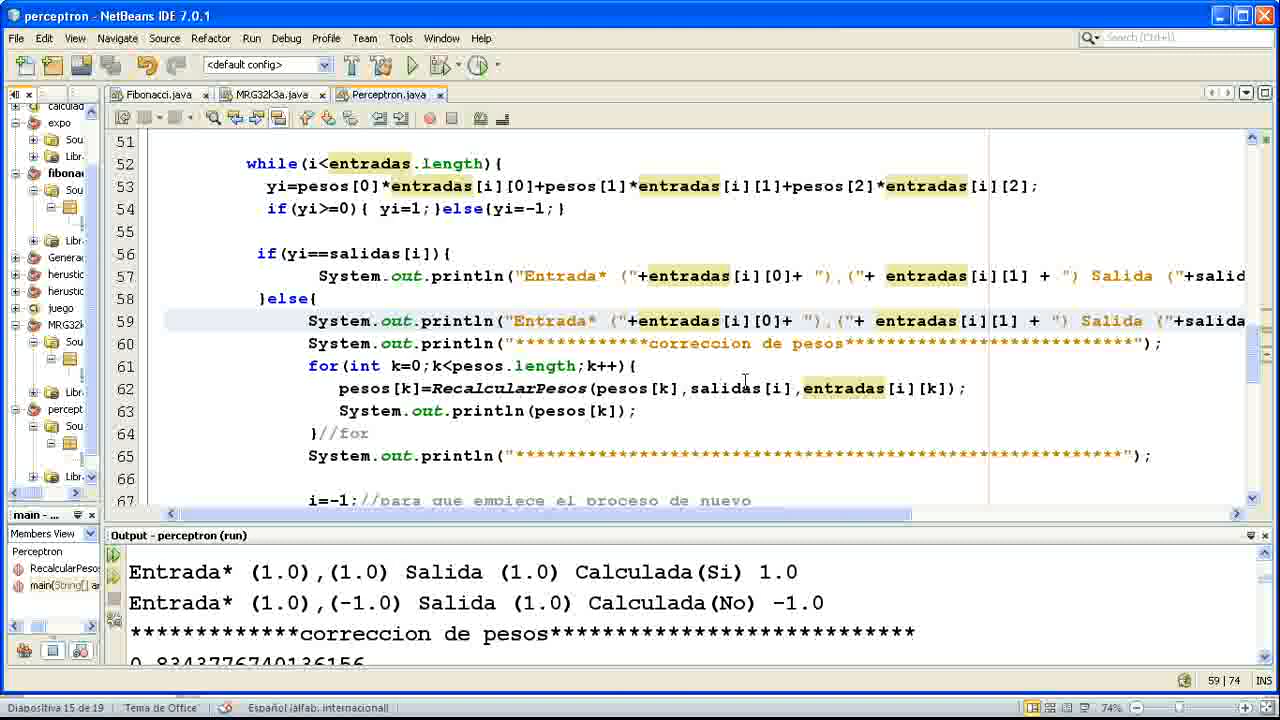 perceptron - NetBeans IDE 7.0.1
File Edit View Navigate Source Refactor Run Debug Profile Team Tools Window Help
Search (Ctrl+I)
<default config>
Fibonacci.java MRG32k3a.java Perceptron.java
calculad
expo
Sou
Libr
fibona
Sou
Libr
Genera
herustic
herustic
juego
MRG32
Sou
Libr
percept
Sou
Libr
51
52 while(i<entradas.length){
53 yi=pesos[0]*entradas[i][0]+pesos[1]*entradas[i][1]+pesos[2]*entradas[i][2];
54 if(yi>=0){ yi=1;}else{yi=-1;}
55
56 if(yi==salidas[i]){
57 System.out.println("Entrada* ("+entradas[i][0]+ "),("+ entradas[i][1] + ") Salida ("+salid
58 }else{
59 System.out.println("Entrada* ("+entradas[i][0]+ "),("+ entradas[i][1] + ") Salida ("+salida
60 System.out.println("*************correccion de pesos****************************");
61 for(int k=0;k<pesos.length;k++){
62 pesos[k]=RecalcularPesos(pesos[k],salidas[i],entradas[i][k]);
63 System.out.println(pesos[k]);
64 }//for
65 System.out.println("***********************************************************");
66
67 i=-1;//para que empiece el proceso de nuevo
main - ...
Members View
Perceptron
RecalcularPeso
main(String[] ar
Output - perceptron (run)
Entrada* (1.0),(1.0) Salida (1.0) Calculada(Si) 1.0
Entrada* (1.0),(-1.0) Salida (1.0) Calculada(No) -1.0
*************correccion de pesos****************************
0.8343776740136156
59 | 74 INS
Diapositiva 15 de 19 "Tema de Office" Español (alfab. internacional) 74%